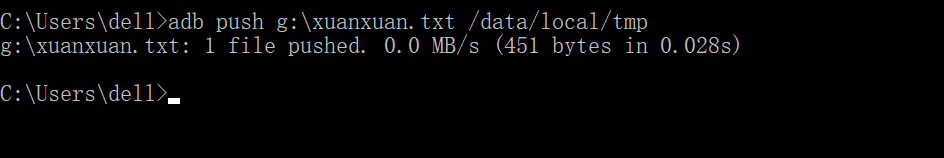 C:\Users\dell>adb push g:\xuanxuan.txt /data/local/tmp
g:\xuanxuan.txt: 1 file pushed. 0.0 MB/s (451 bytes in 0.028s)
C:\Users\dell>